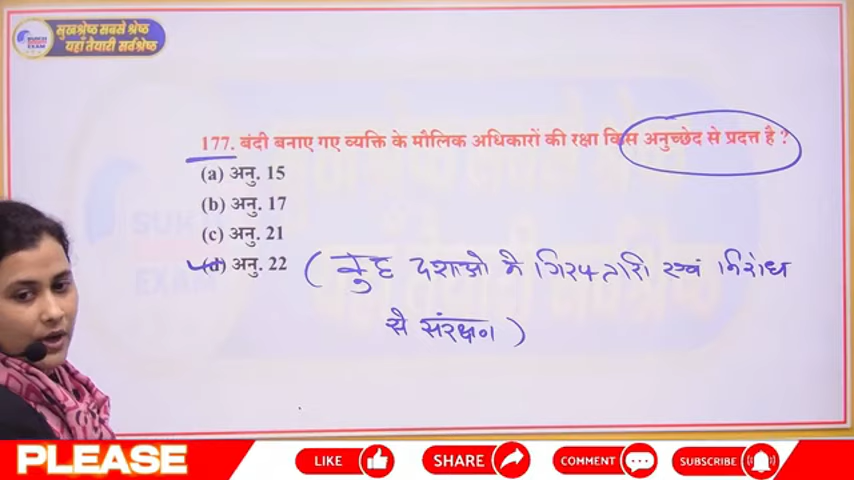 सुखश्रेष्ठ सबसे श्रेष्ठ
यहाँ तैयारी सर्वश्रेष्ठ
EXAM
177. बंदी बनाए गए व्यक्ति के मौलिक अधिकारों की रक्षा किस अनुच्छेद से प्रदत्त है ?
(a) अनु. 15
(b) अनु. 17
(c) अनु. 21
(d) अनु. 22 (कुछ दशाओ मे गिरफ्तारी एवं निरोध
से संरक्षण)
PLEASE LIKE SHARE COMMENT SUBSCRIBE